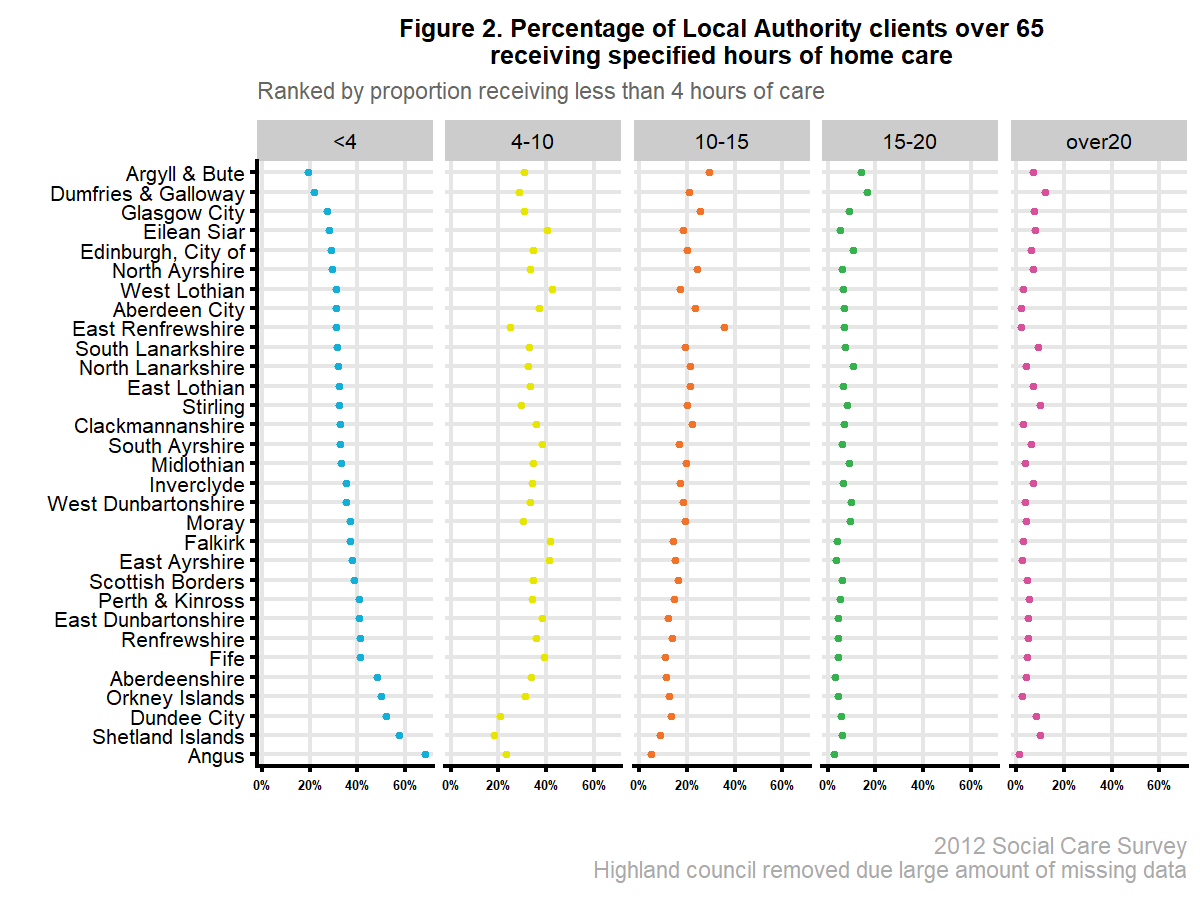 Figure 2. Percentage of Local Authority clients over 65
receiving specified hours of home care
Ranked by proportion receiving less than 4 hours of care
<4 4-10 10-15 15-20 over20
Argyll & Bute
Dumfries & Galloway
Glasgow City
Eilean Siar
Edinburgh, City of
North Ayrshire
West Lothian
Aberdeen City
East Renfrewshire
South Lanarkshire
North Lanarkshire
East Lothian
Stirling
Clackmannanshire
South Ayrshire
Midlothian
Inverclyde
West Dunbartonshire
Moray
Falkirk
East Ayrshire
Scottish Borders
Perth & Kinross
East Dunbartonshire
Renfrewshire
Fife
Aberdeenshire
Orkney Islands
Dundee City
Shetland Islands
Angus
0% 20% 40% 60% 0% 20% 40% 60% 0% 20% 40% 60% 0% 20% 40% 60% 0% 20% 40% 60%
2012 Social Care Survey
Highland council removed due large amount of missing data